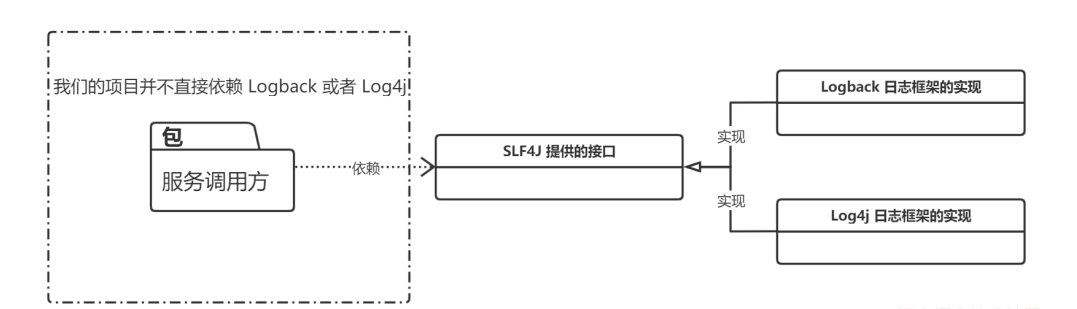 我们的项目并不直接依赖 Logback 或者 Log4j
包
服务调用方
依赖
SLF4J 提供的接口
实现
实现
Logback 日志框架的实现
Log4j 日志框架的实现